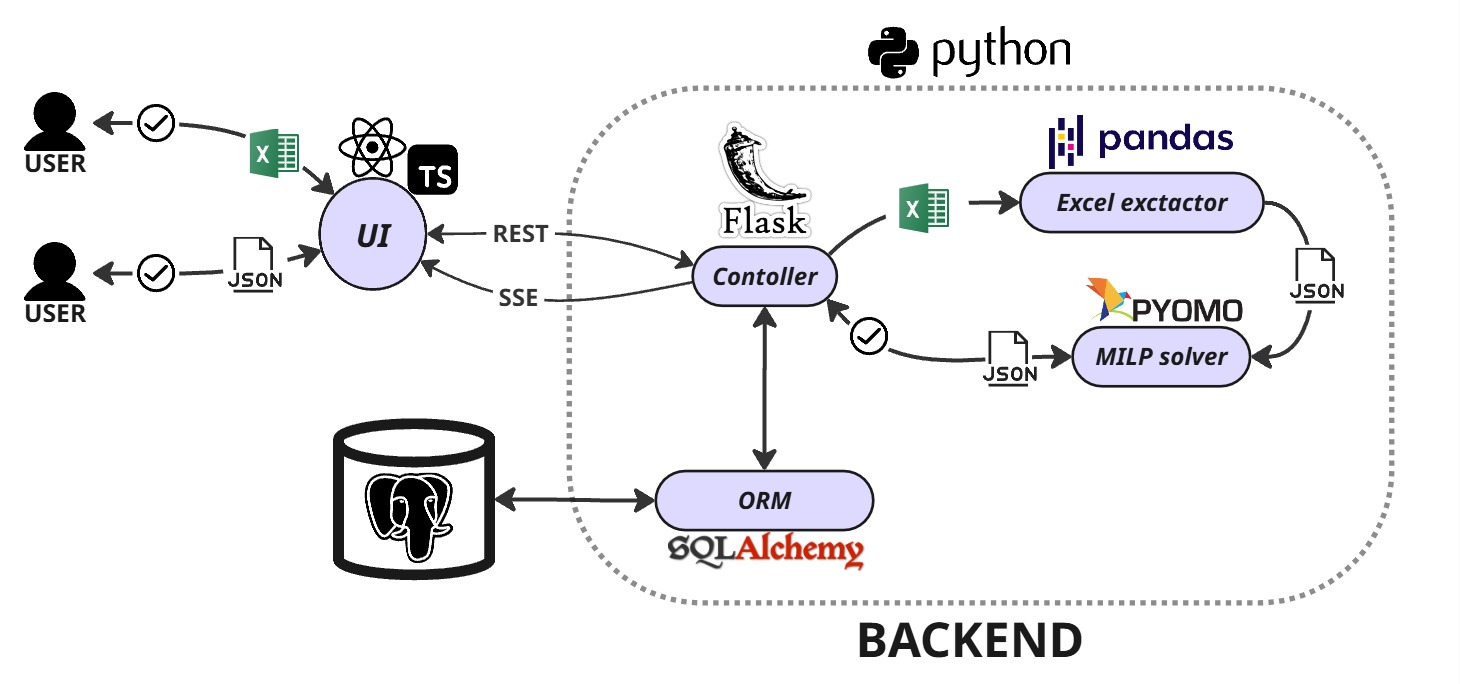 python
pandas
USER
X
TS
Flask
X
Excel exctactor
UI
REST
Contoller
JSON
JSON
USER
SSE
PYOMO
MILP solver
JSON
ORM
SQLAlchemy
BACKEND